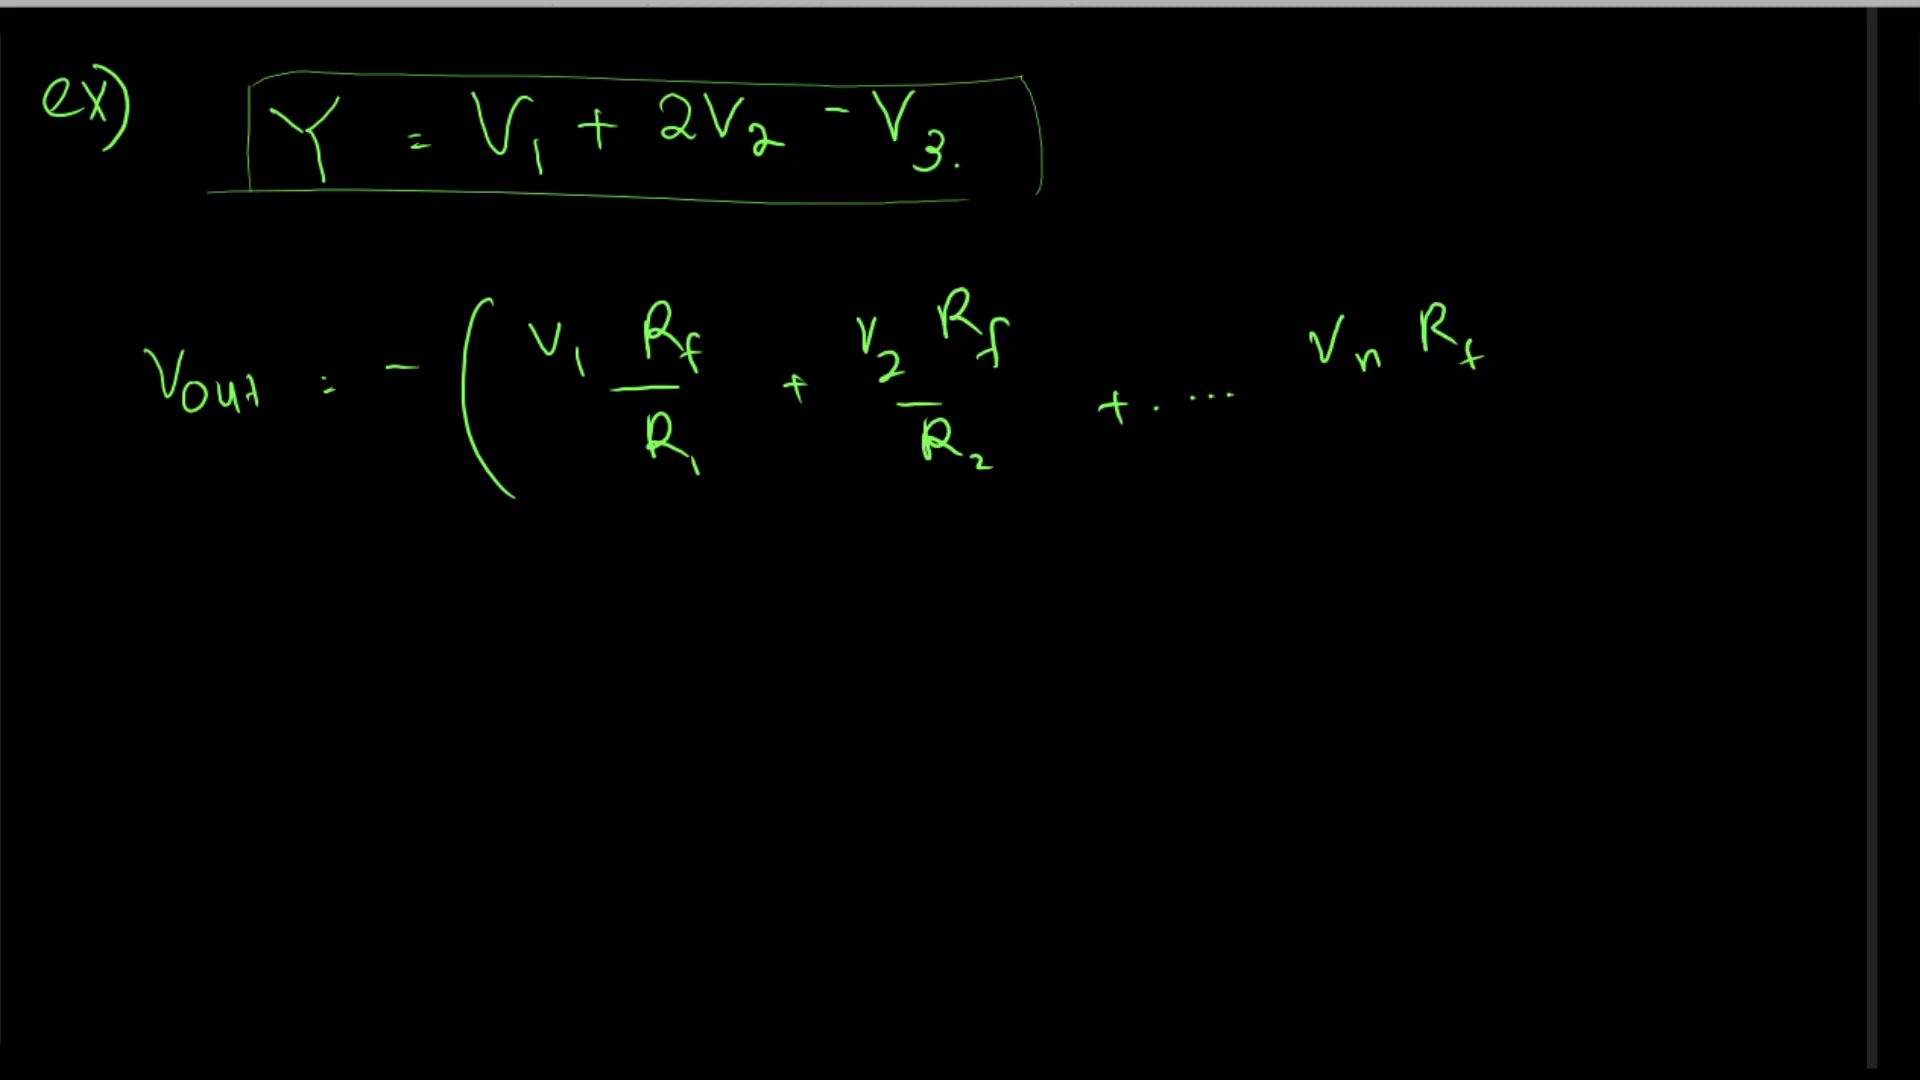 ex) Y = V₁ + 2V₂ - V₃.
Vout = - ( V₁ Rf/R₁ + V₂ Rf/R₂ + . ... Vn Rf